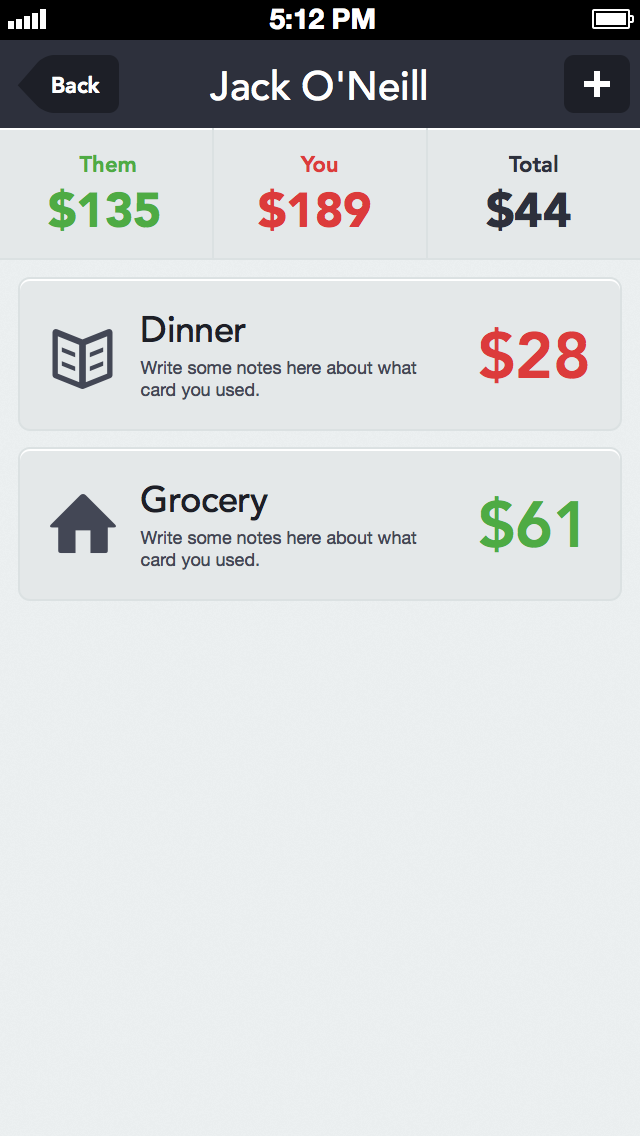 5:12 PM
Back
Jack O'Neill
+
Them
You
Total
$135
$189
$44
Dinner
Write some notes here about what
card you used.
$28
Grocery
Write some notes here about what
card you used.
$61